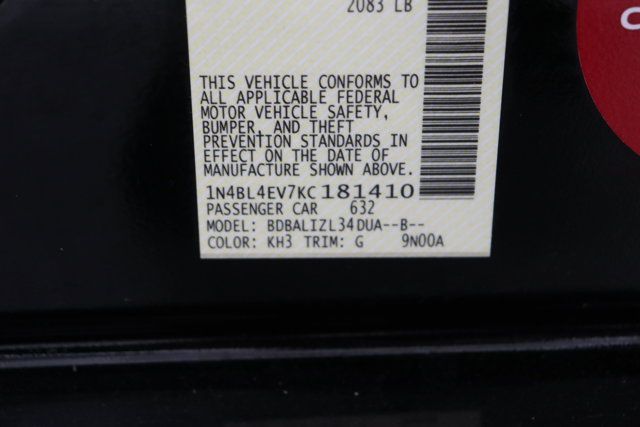 2083 LB
THIS VEHICLE CONFORMS TO
ALL APPLICABLE FEDERAL
MOTOR VEHICLE SAFETY,
BUMPER, AND THEFT
PREVENTION STANDARDS IN
EFFECT ON THE DATE OF
MANUFACTURE SHOWN ABOVE.
1N4BL4EV7KC181410
PASSENGER CAR 632
MODEL: BDBALIZL34DUA--B--
COLOR: KH3 TRIM: G 9N00A